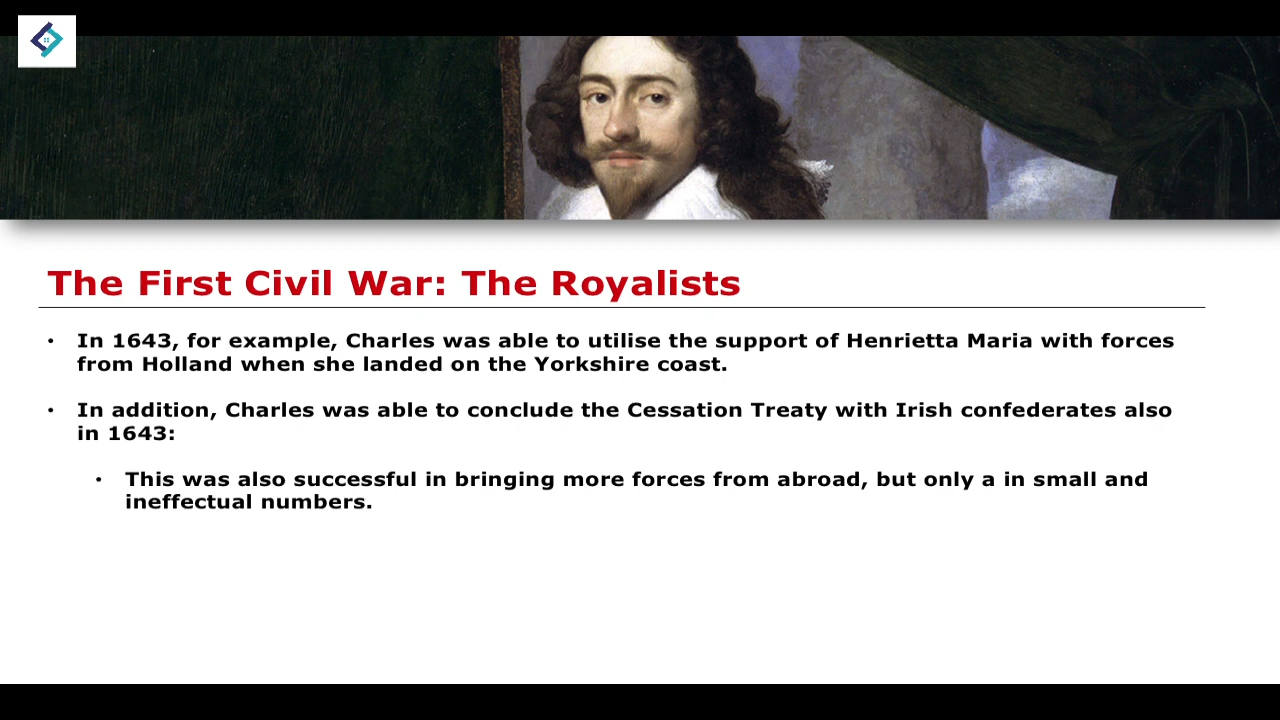 The First Civil War: The Royalists
• In 1643, for example, Charles was able to utilise the support of Henrietta Maria with forces
from Holland when she landed on the Yorkshire coast.
• In addition, Charles was able to conclude the Cessation Treaty with Irish confederates also
in 1643:
• This was also successful in bringing more forces from abroad, but only a in small and
ineffectual numbers.